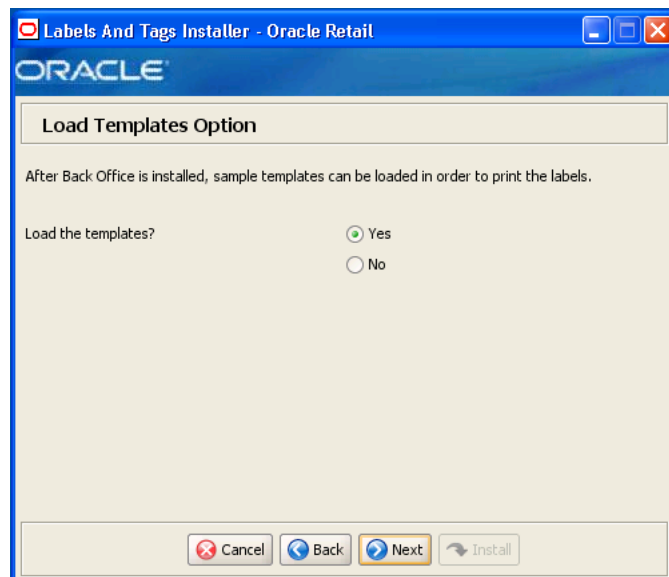 Labels And Tags Installer - Oracle Retail
ORACLE
Load Templates Option
After Back Office is installed, sample templates can be loaded in order to print the labels.
Load the templates?
Yes
No
Cancel
Back
Next
Install